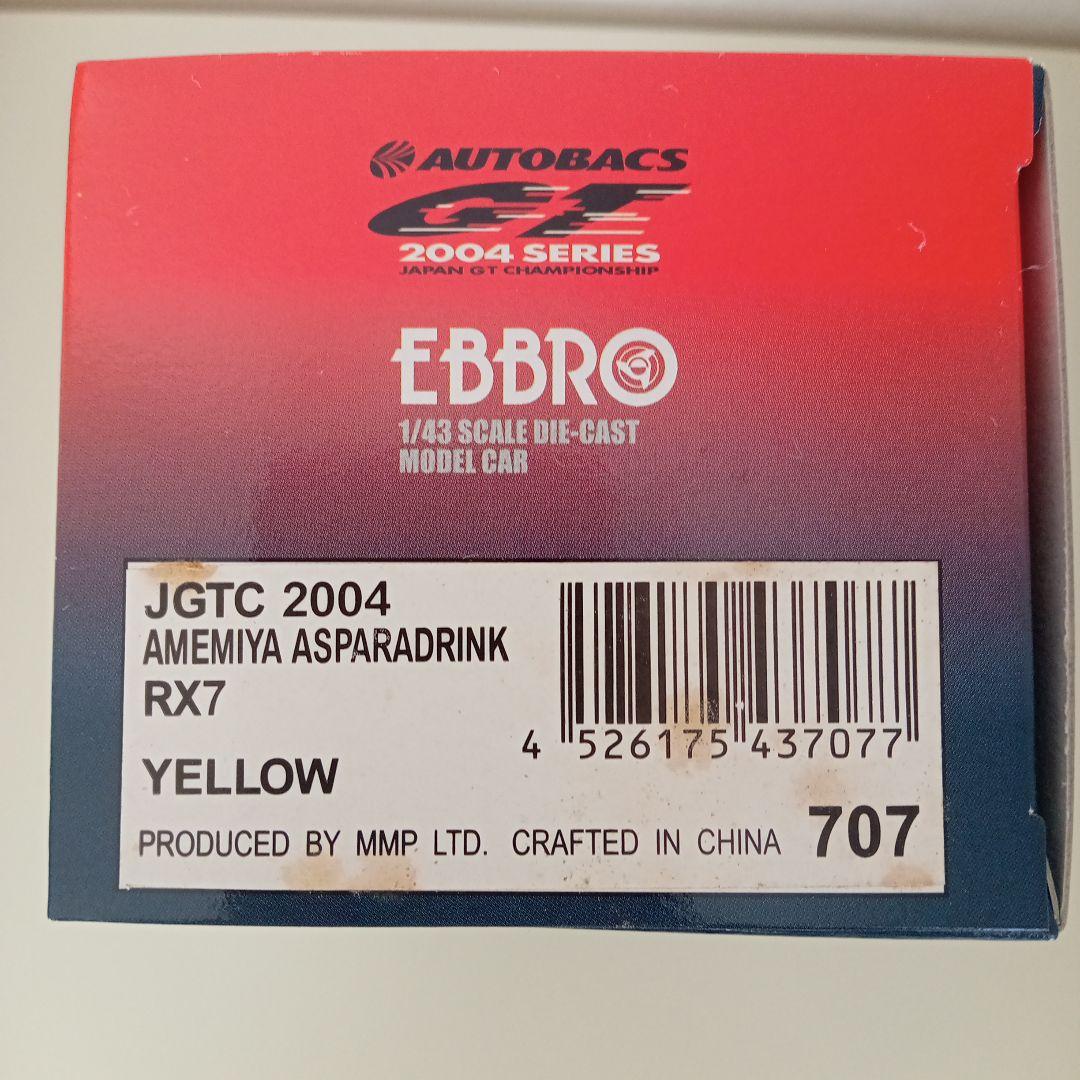 AUTOBACS
GT
2004 SERIES
JAPAN GT CHAMPIONSHIP
EBBRO
1/43 SCALE DIE-CAST
MODEL CAR
JGTC 2004
AMEMIYA ASPARADRINK
RX7
YELLOW
4 526175 437077
PRODUCED BY MMP LTD. CRAFTED IN CHINA 707